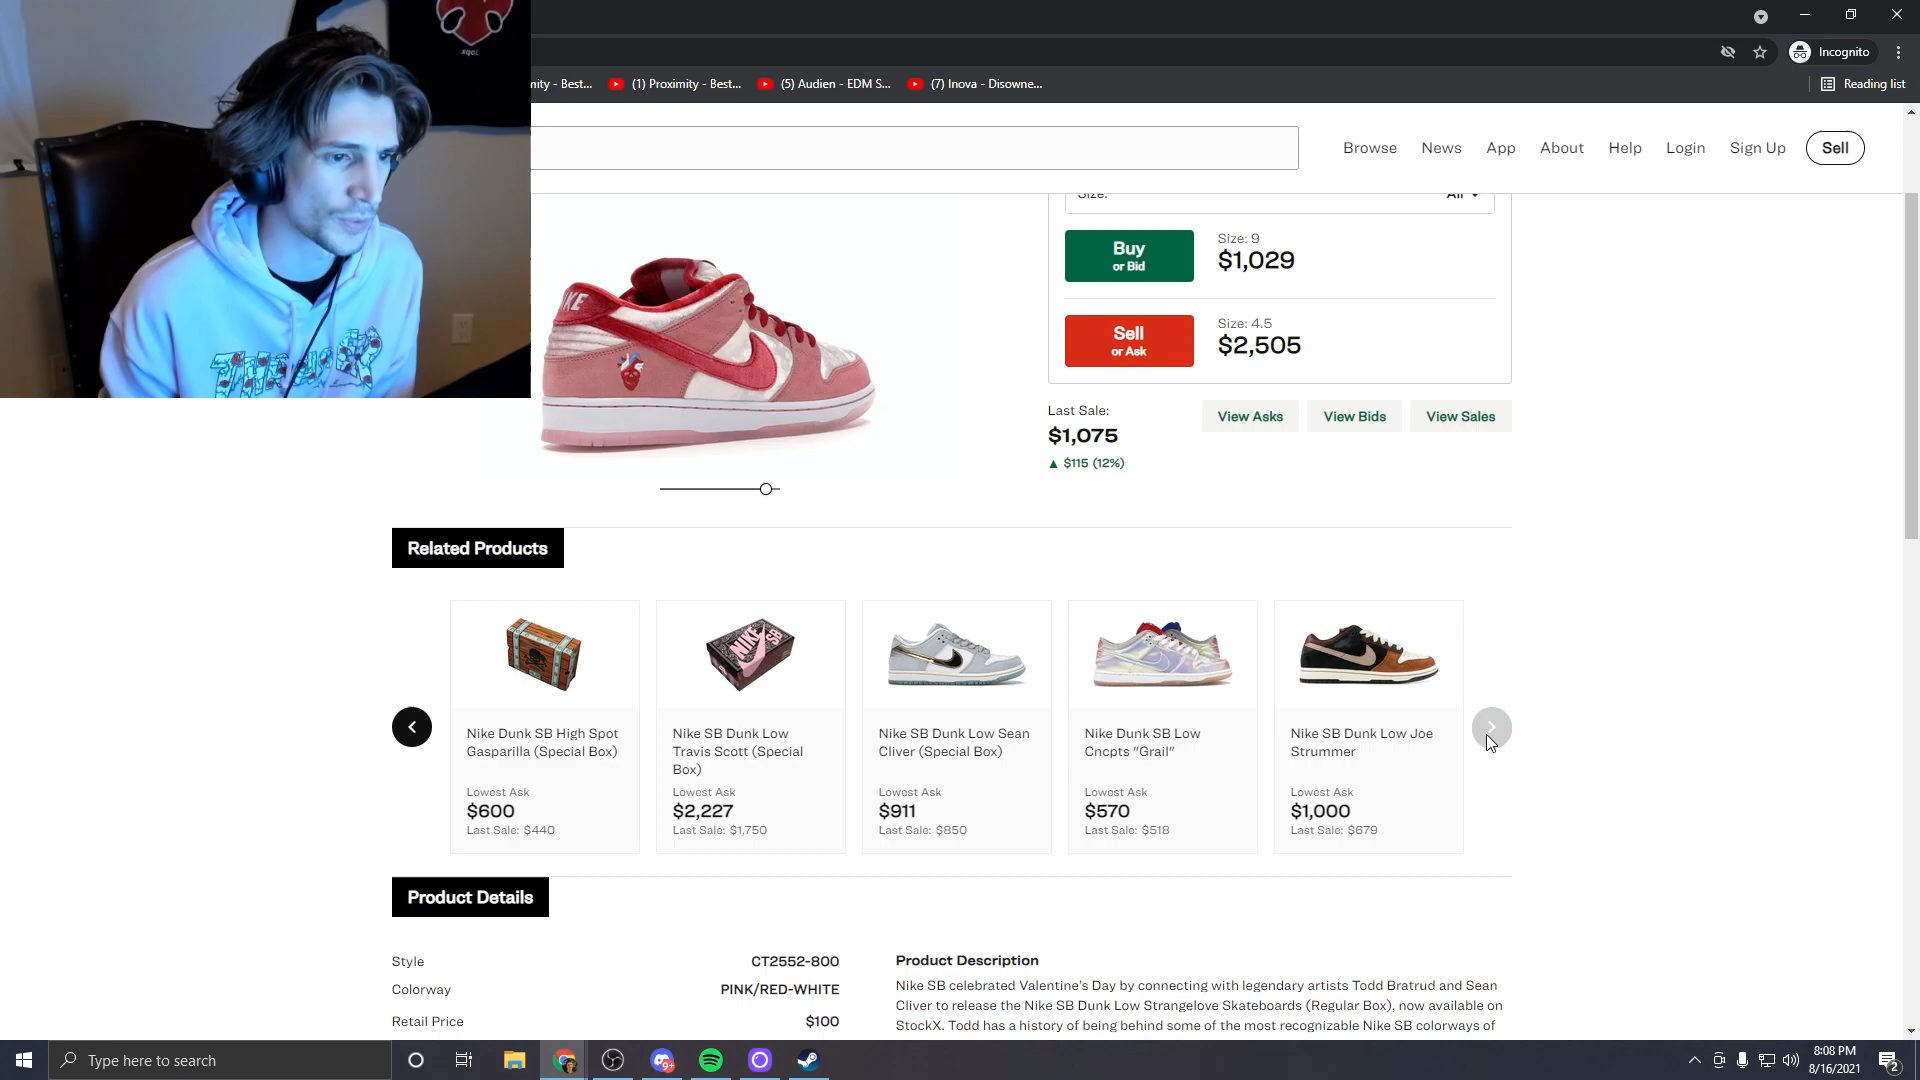 xqcL
Incognito
mity - Best...
(1) Proximity - Best...
(5) Audien - EDM S...
(7) Inova - Disowne...
Reading list
Browse
News
App
About
Help
Login
Sign Up
Sell
Size:
All
Buy
or Bid
Size: 9
$1,029
Sell
or Ask
Size: 4.5
$2,505
Last Sale:
$1,075
▲ $115 (12%)
View Asks
View Bids
View Sales
Related Products
NIKE SB
Nike Dunk SB High Spot
Gasparilla (Special Box)
Lowest Ask
$600
Last Sale: $440
Nike SB Dunk Low
Travis Scott (Special
Box)
Lowest Ask
$2,227
Last Sale: $1,750
Nike SB Dunk Low Sean
Cliver (Special Box)
Lowest Ask
$911
Last Sale: $850
Nike Dunk SB Low
Cncpts "Grail"
Lowest Ask
$570
Last Sale: $518
Nike SB Dunk Low Joe
Strummer
Lowest Ask
$1,000
Last Sale: $679
Product Details
Style
CT2552-800
Colorway
PINK/RED-WHITE
Retail Price
$100
Product Description
Nike SB celebrated Valentine's Day by connecting with legendary artists Todd Bratrud and Sean
Cliver to release the Nike SB Dunk Low Strangelove Skateboards (Regular Box), now available on
StockX. Todd has a history of being behind some of the most recognizable Nike SB colorways of
Type here to search
9+
8:08 PM
8/16/2021
2